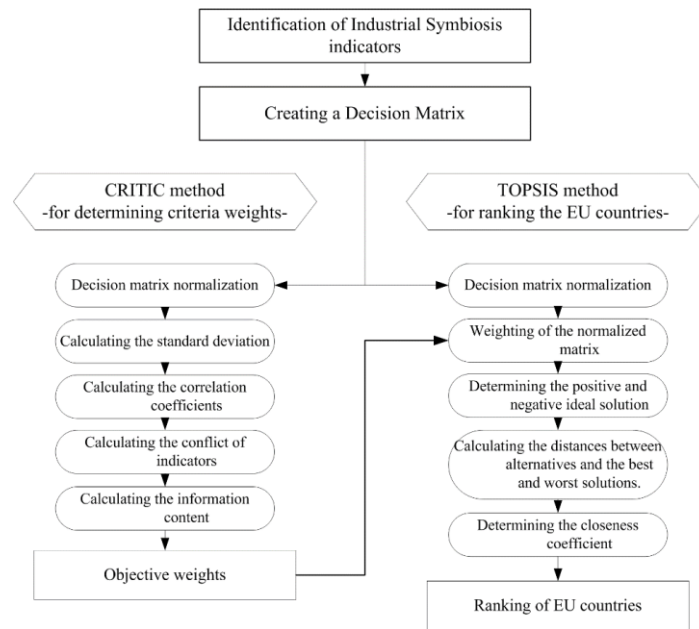 Identification of Industrial Symbiosis
indicators
Creating a Decision Matrix
CRITIC method
-for determining criteria weights-
TOPSIS method
-for ranking the EU countries-
Decision matrix normalization
Calculating the standard deviation
Calculating the correlation
coefficients
Calculating the conflict of
indicators
Calculating the information
content
Objective weights
Decision matrix normalization
Weighting of the normalized
matrix
Determining the positive and
negative ideal solution
Calculating the distances between
alternatives and the best
and worst solutions.
Determining the closeness
coefficient
Ranking of EU countries